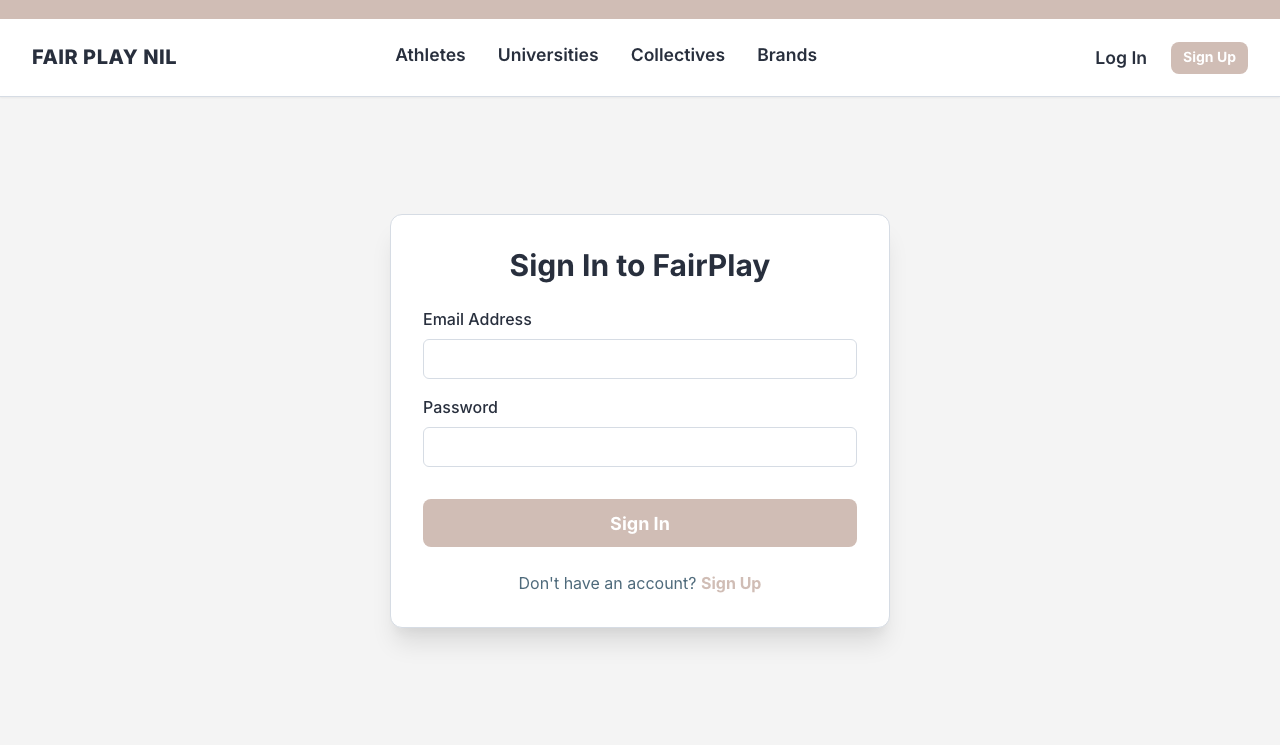 FAIR PLAY NIL
Athletes Universities Collectives Brands
Log In Sign Up
Sign In to FairPlay
Email Address
Password
Sign In
Don't have an account? Sign Up